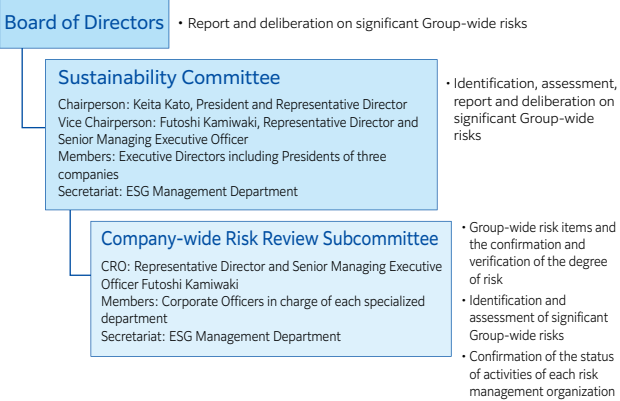 Board of Directors
• Report and deliberation on significant Group-wide risks
Sustainability Committee
Chairperson: Keita Kato, President and Representative Director
Vice Chairperson: Futoshi Kamiwaki, Representative Director and
Senior Managing Executive Officer
Members: Executive Directors including Presidents of three
companies
Secretariat: ESG Management Department
• Identification, assessment,
report and deliberation on
significant Group-wide
risks
Company-wide Risk Review Subcommittee
CRO: Representative Director and Senior Managing Executive
Officer Futoshi Kamiwaki
Members: Corporate Officers in charge of each specialized
department
Secretariat: ESG Management Department
• Group-wide risk items and
the confirmation and
verification of the degree
of risk
• Identification and
assessment of significant
Group-wide risks
• Confirmation of the status
of activities of each risk
management organization